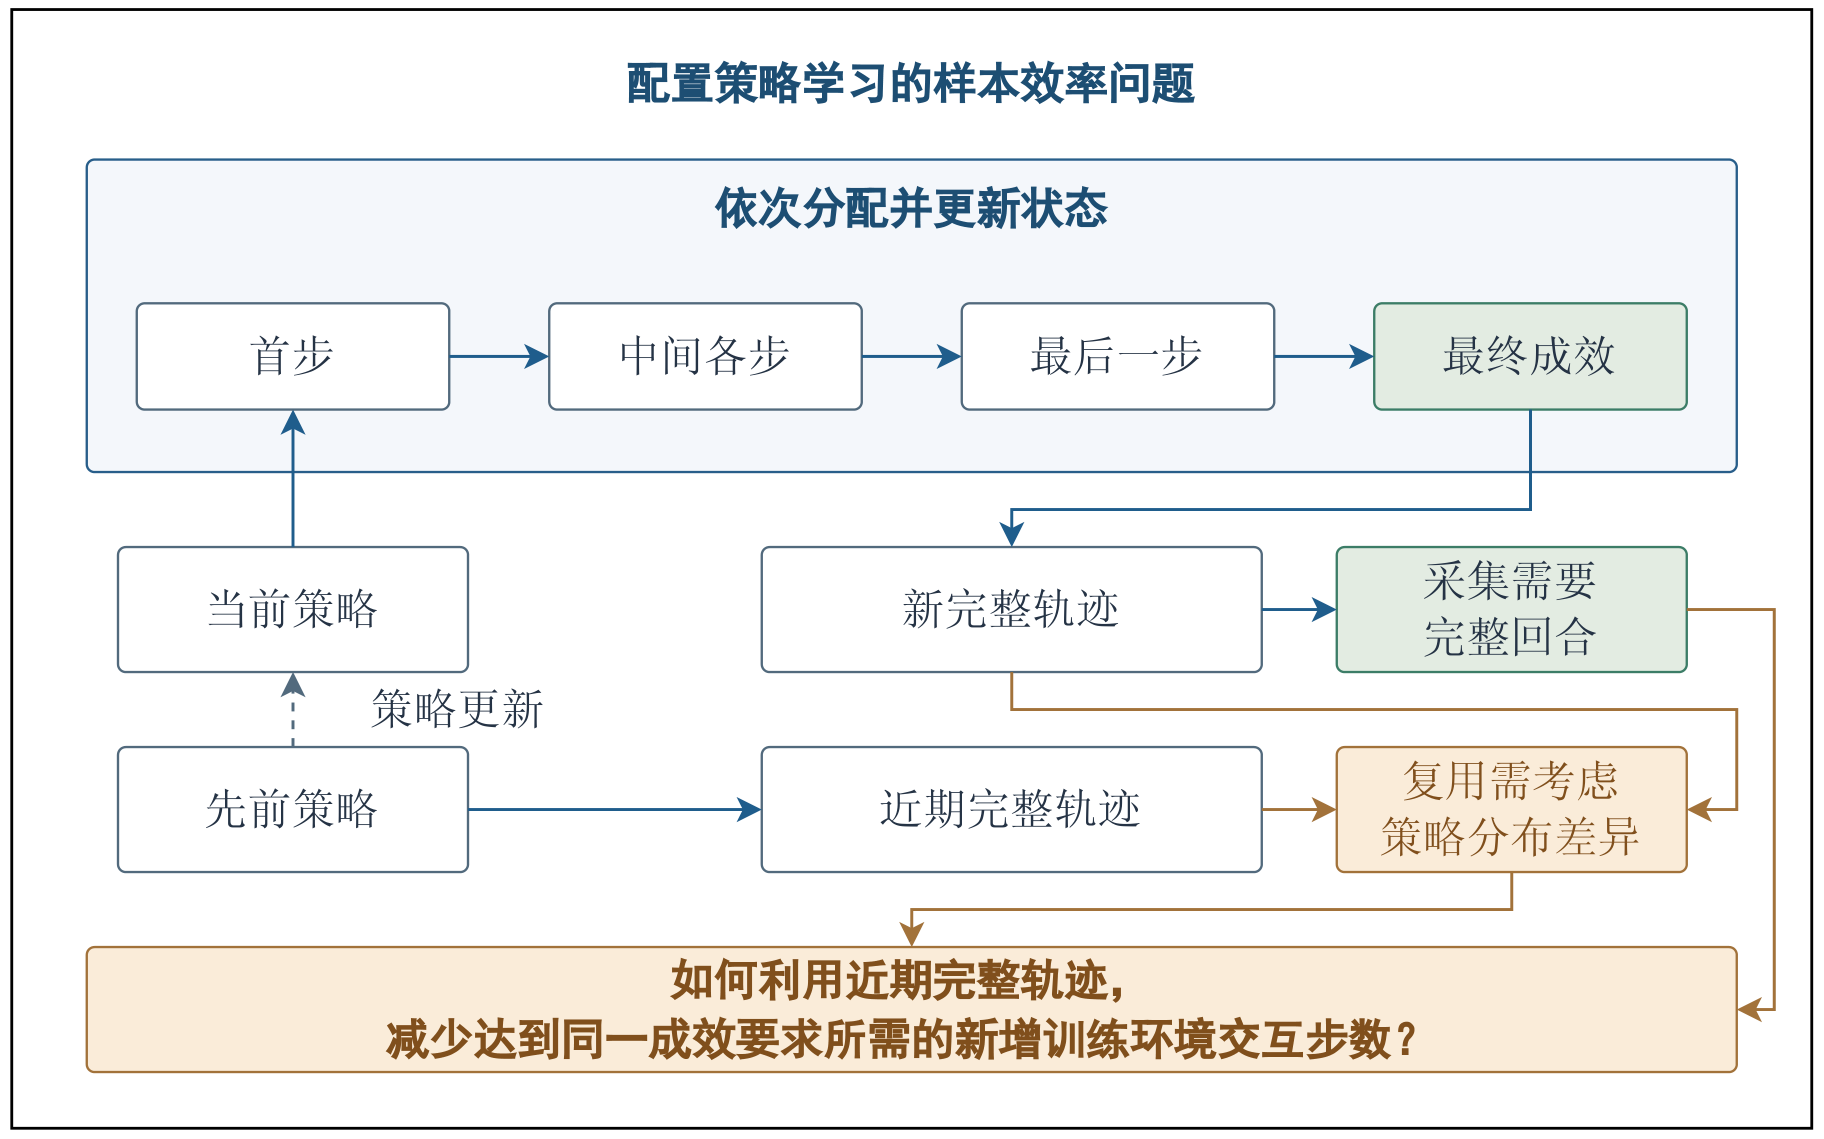 配置策略学习的样本效率问题
依次分配并更新状态
首步
中间各步
最后一步
最终成效
当前策略
新完整轨迹
采集需要
完整回合
策略更新
先前策略
近期完整轨迹
复用需考虑
策略分布差异
如何利用近期完整轨迹，
减少达到同一成效要求所需的新增训练环境交互步数？